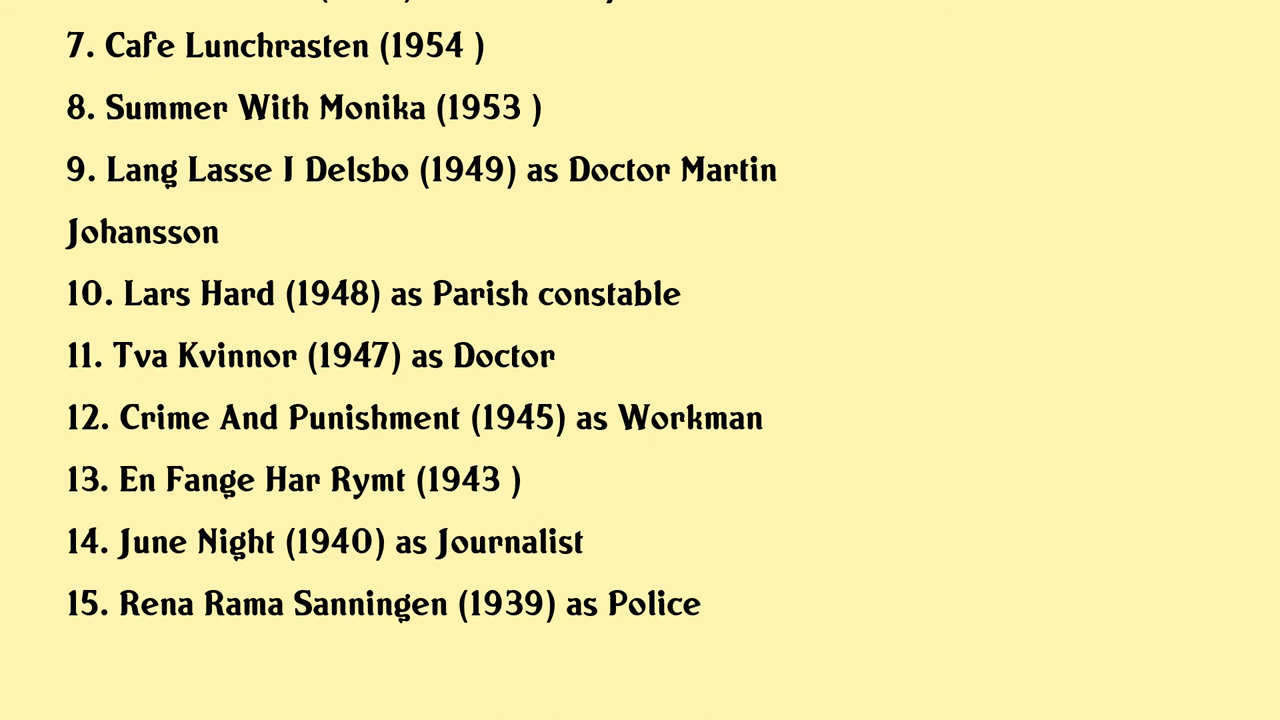 7. Cafe Lunchrasten (1954 )
8. Summer With Monika (1953 )
9. Lang Lasse I Delsbo (1949) as Doctor Martin
Johansson
10. Lars Hard (1948) as Parish constable
11. Tva Kvinnor (1947) as Doctor
12. Crime And Punishment (1945) as Workman
13. En Fange Har Rymt (1943 )
14. June Night (1940) as Journalist
15. Rena Rama Sanningen (1939) as Police